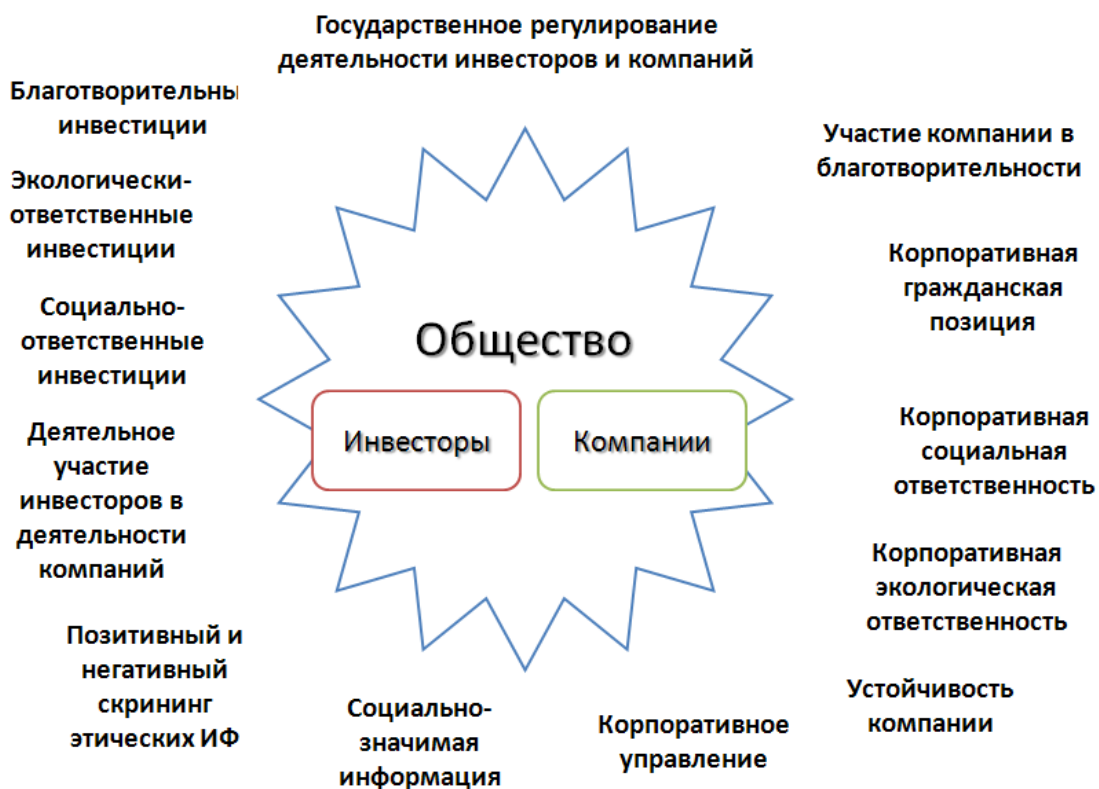 Государственное регулирование
деятельности инвесторов и компаний
Благотворительны
инвестиции
Экологически-
ответственные
инвестиции
Социально-
ответственные
инвестиции
Деятельное
участие
инвесторов в
деятельности
компаний
Позитивный и
негативный
скрининг
этических ИФ
Общество
Инвесторы
Компании
Социально-
значимая
информация
Корпоративное
управление
Участие компании в
благотворительности
Корпоративная
гражданская
позиция
Корпоративная
социальная
ответственность
Корпоративная
экологическая
ответственность
Устойчивость
компании